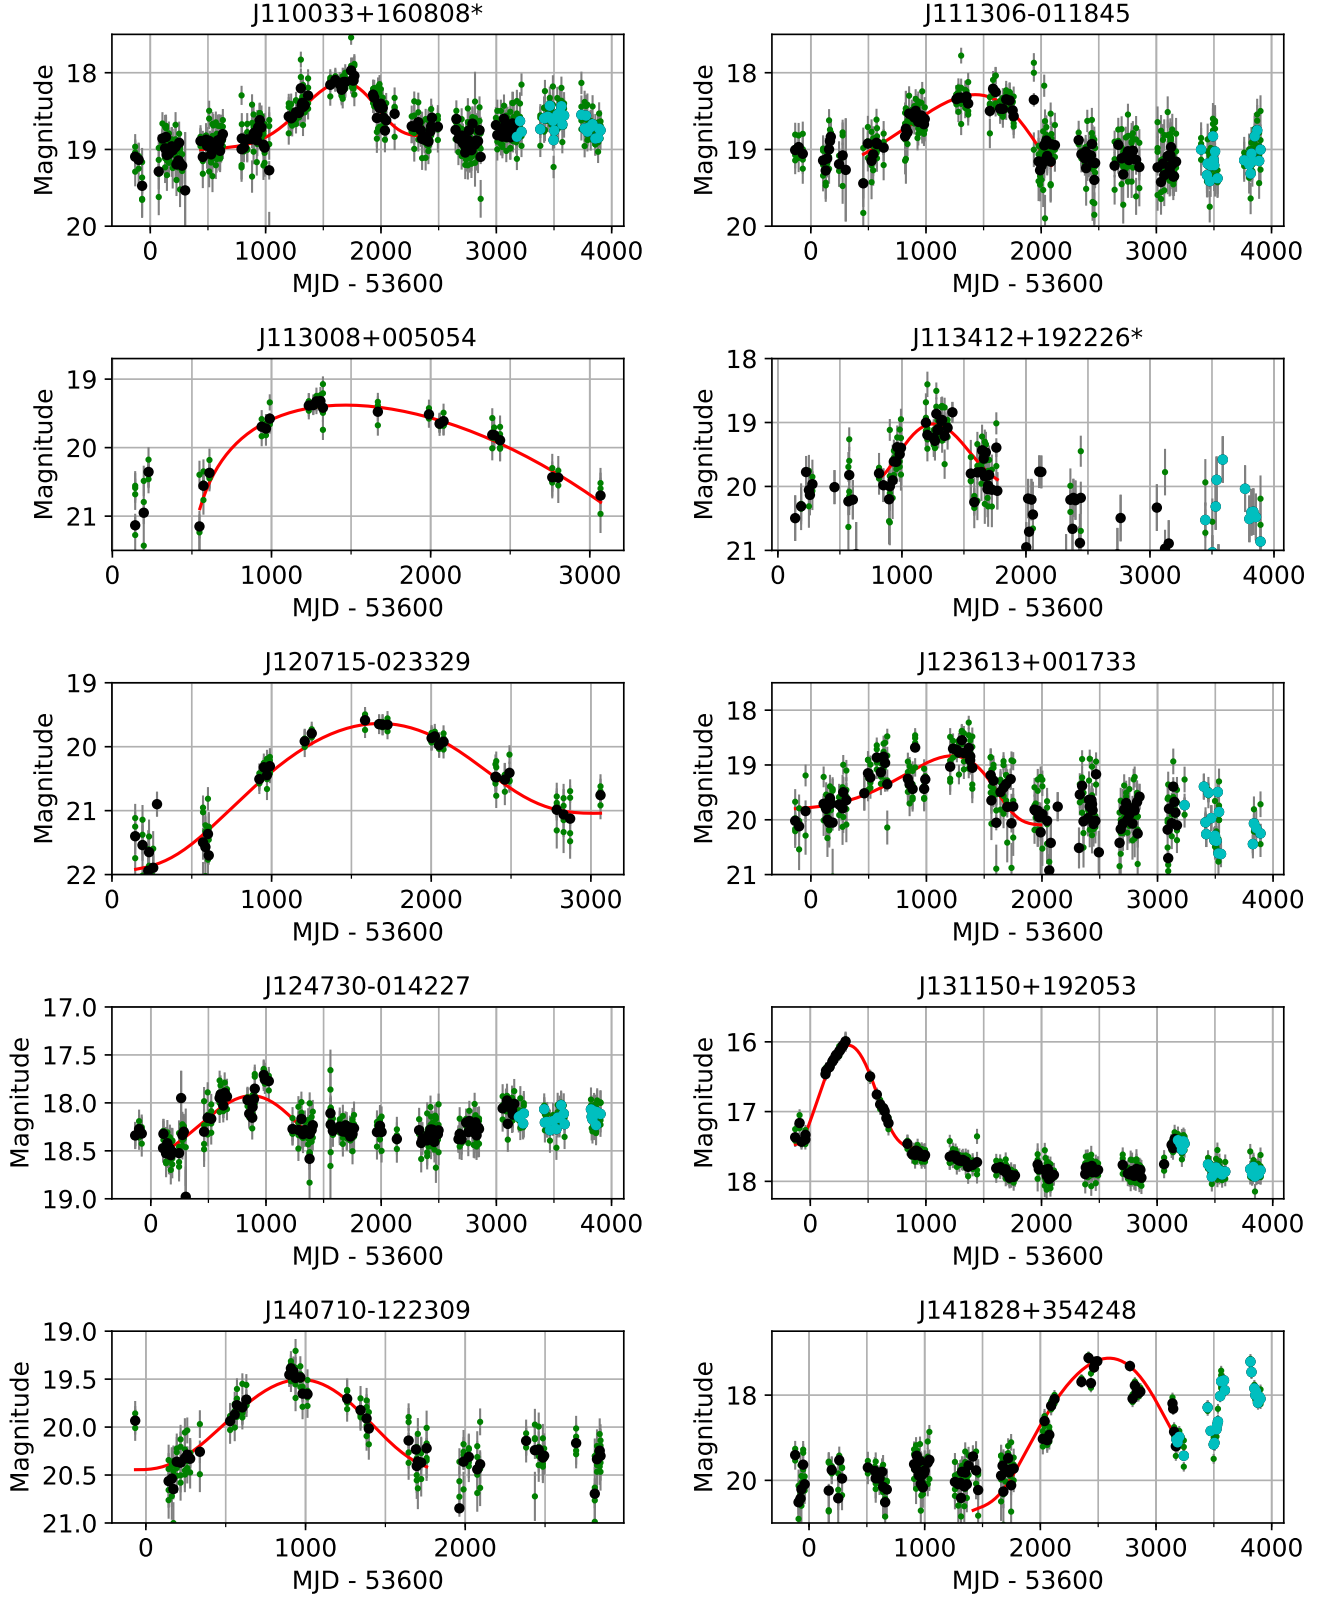 J110033+160808*
J111306-011845
Magnitude
18
19
20
0 1000 2000 3000 4000
MJD - 53600
Magnitude
18
19
20
0 1000 2000 3000 4000
MJD - 53600
J113008+005054
J113412+192226*
Magnitude
19
20
21
0 1000 2000 3000
MJD - 53600
Magnitude
18
19
20
21
0 1000 2000 3000 4000
MJD - 53600
J120715-023329
J123613+001733
Magnitude
19
20
21
22
0 1000 2000 3000
MJD - 53600
Magnitude
18
19
20
21
0 1000 2000 3000 4000
MJD - 53600
J124730-014227
J131150+192053
Magnitude
17.0
17.5
18.0
18.5
19.0
0 1000 2000 3000 4000
MJD - 53600
Magnitude
16
17
18
0 1000 2000 3000 4000
MJD - 53600
J140710-122309
J141828+354248
Magnitude
19.0
19.5
20.0
20.5
21.0
0 1000 2000
MJD - 53600
Magnitude
18
20
0 1000 2000 3000 4000
MJD - 53600